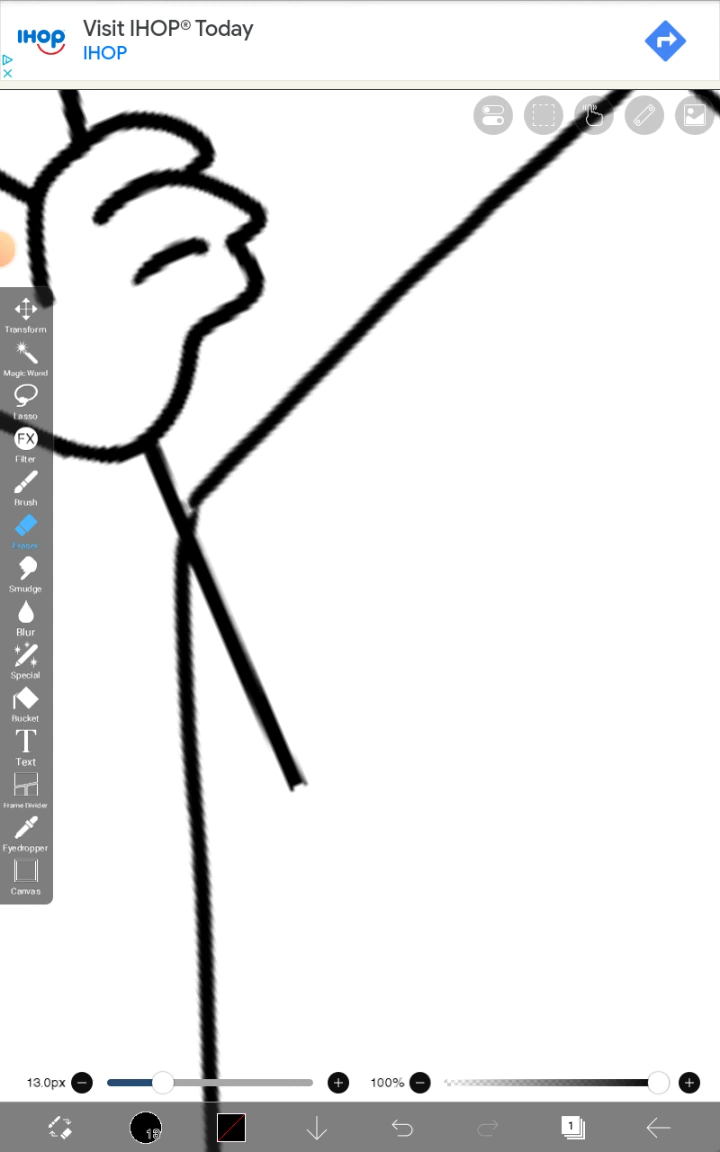 IHOP
Visit IHOP® Today
IHOP
Transform
Magic Wand
Lasso
FX
Filter
Brush
Eraser
Smudge
Blur
Special
Bucket
T
Text
Frame Divider
Eyedropper
Canvas
13.0px
100%
13
1